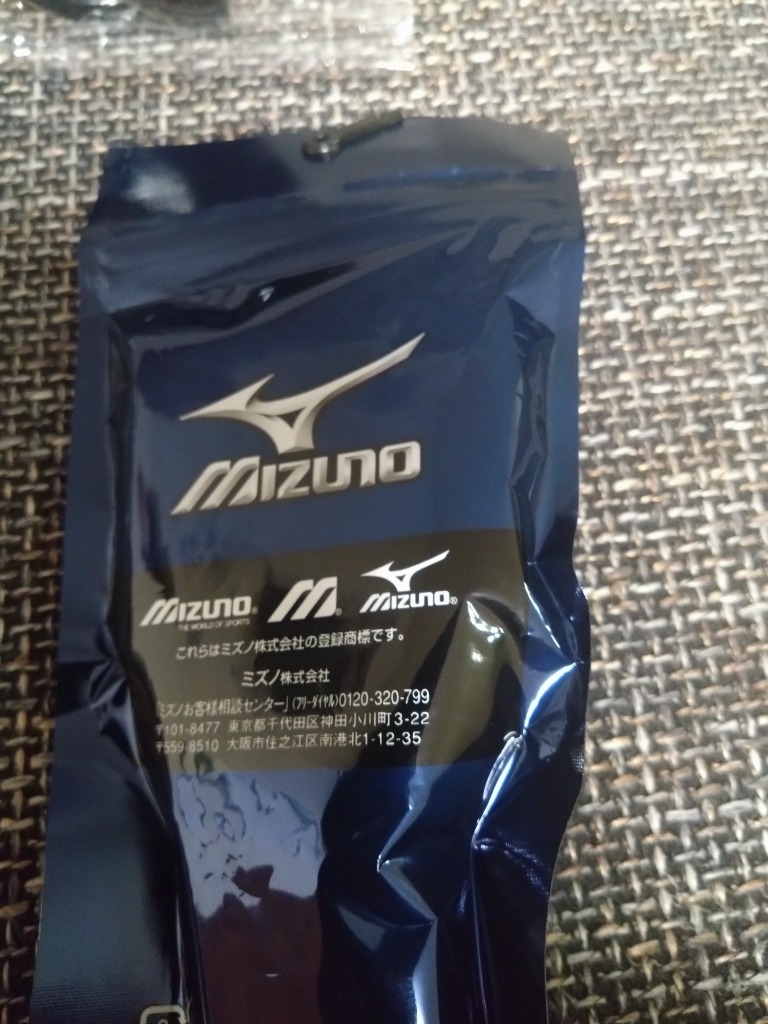 MIZUNO
MIZUNO® M® MIZUNO®
THE WORLD OF SPORTS
これらはミズノ株式会社の登録商標です。
ミズノ株式会社
「ミズノお客様相談センター」(フリーダイヤル)0120-320-799
〒101-8477 東京都千代田区神田小川町3-22
〒559-8510 大阪市住之江区南港北1-12-35